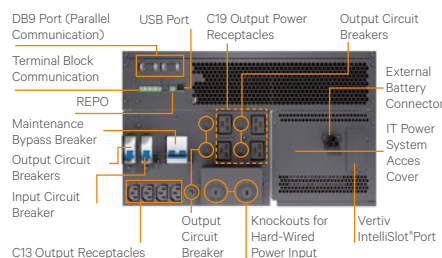 DB9 Port (Parallel
Communication)
USB Port
C19 Output Power
Receptacles
Output Circuit
Breakers
Terminal Block
Communication
REPO
External
Battery
Connector
Maintenance
Bypass Breaker
Output Circuit
Breakers
Input Circuit
Breaker
IT Power
System
Acces
Cover
C13 Output Receptacles
Output
Circuit
Breaker
Knockouts for
Hard-Wired
Power Input
Vertiv
IntelliSlot®Port